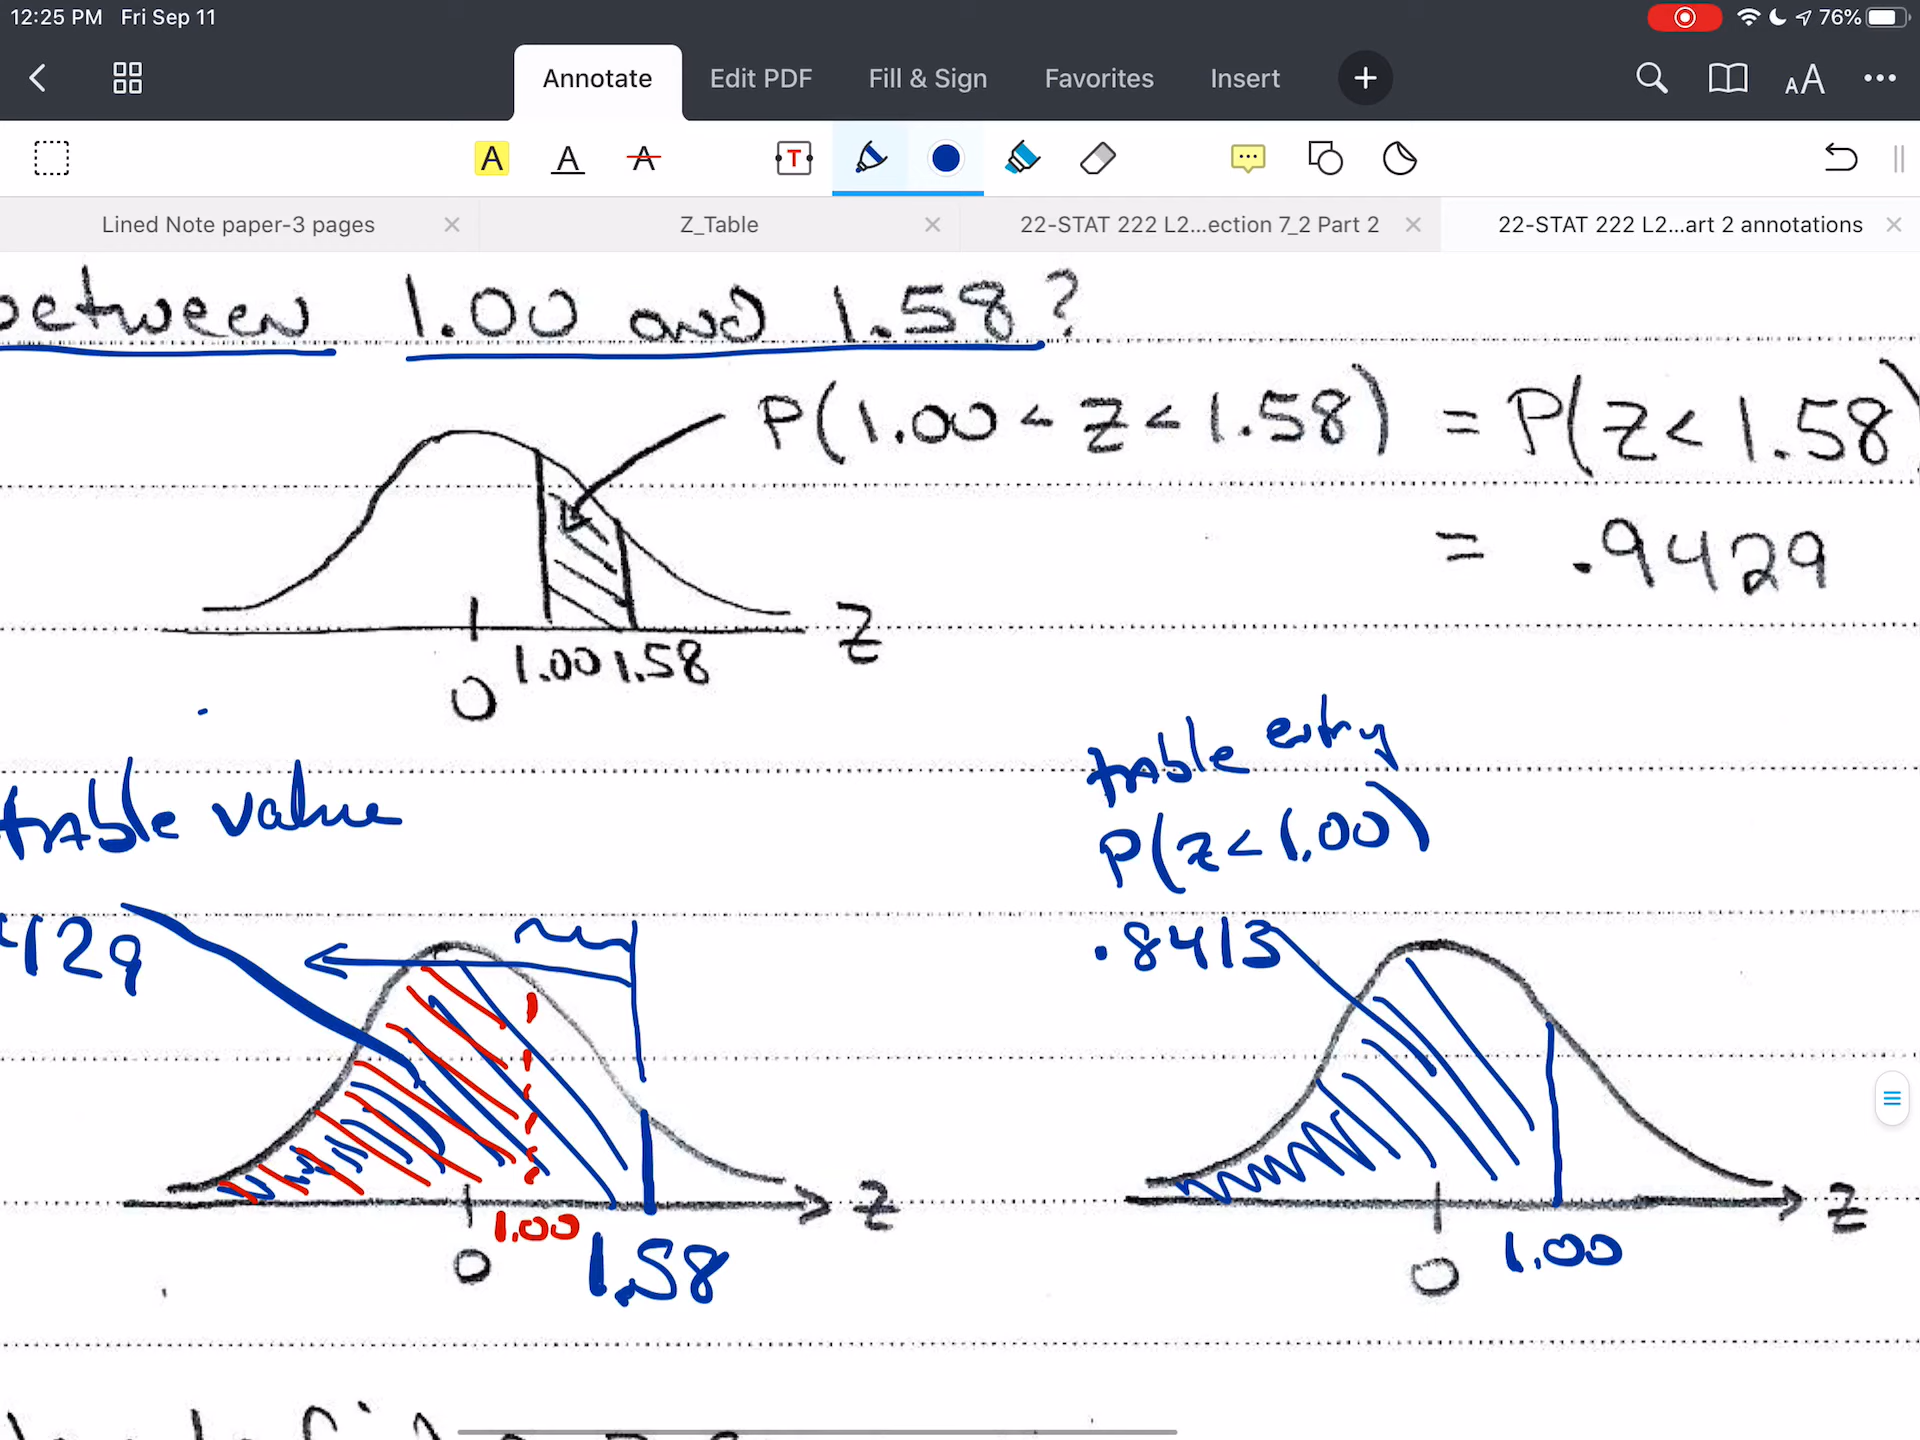 12:25 PM Fri Sep 11
76%
Annotate Edit PDF Fill & Sign Favorites Insert
AA
A A A T
Lined Note paper-3 pages Z_Table 22-STAT 222 L2...ection 7_2 Part 2 22-STAT 222 L2...art 2 annotations
between 1.00 and 1.58?
P(1.00 < Z < 1.58) = P(Z < 1.58)
= .9429
Z
1.00 1.58
0
table entry
table value
P(Z < 1.00)
429
.8413
Z
1.00
0
1.58
Z
1.00
0